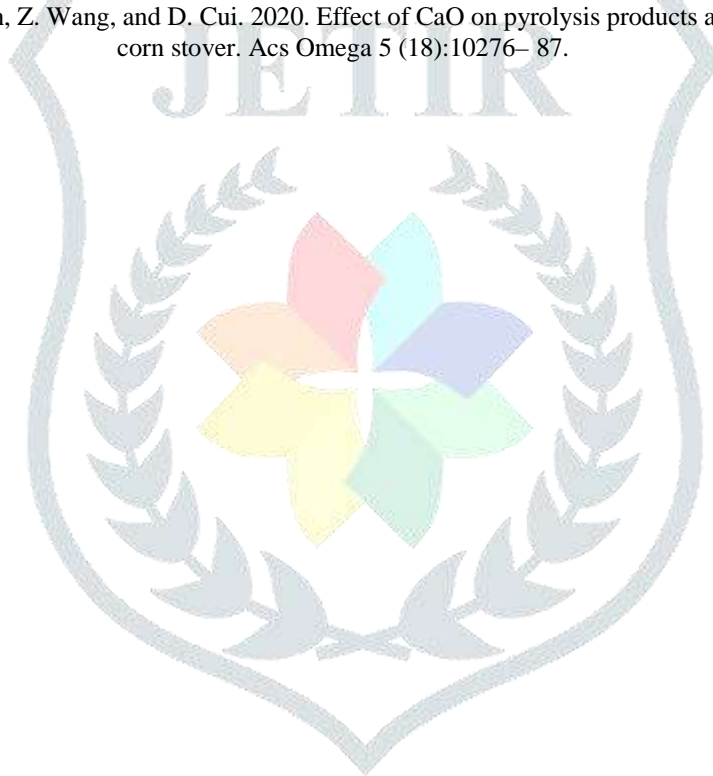 , Z. Wang, and D. Cui. 2020. Effect of CaO on pyrolysis products a
corn stover. Acs Omega 5 (18):10276– 87.
JETIR